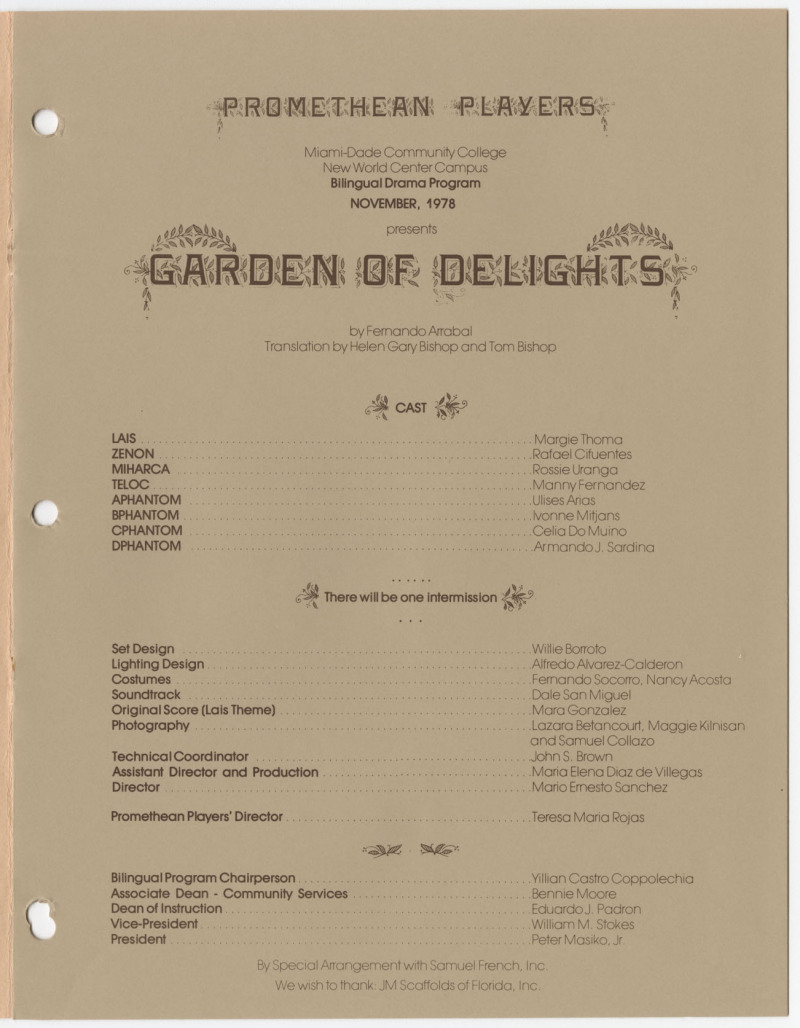 PROMETHEAN PLAYERS
Miami-Dade Community College
New World Center Campus
Bilingual Drama Program
NOVEMBER, 1978
presents
GARDEN OF DELIGHTS
by Fernando Arrabal
Translation by Helen Gary Bishop and Tom Bishop
CAST
LAIS Margie Thoma
ZENON Rafael Cifuentes
MIHARCA Rossie Uranga
TELOC Manny Fernandez
APHANTOM Ulises Arias
BPHANTOM Ivonne Mitjans
CPHANTOM Celia Do Muino
DPHANTOM Armando J. Sardina
There will be one intermission
Set Design Willie Borroto
Lighting Design Alfredo Alvarez-Calderon
Costumes Fernando Socorro, Nancy Acosta
Soundtrack Dale San Miguel
Original Score (Lais Theme) Mara Gonzalez
Photography Lazara Betancourt, Maggie Kilnisan
and Samuel Collazo
Technical Coordinator John S. Brown
Assistant Director and Production Maria Elena Diaz de Villegas
Director Mario Ernesto Sanchez
Promethean Players' Director Teresa Maria Rojas
Bilingual Program Chairperson Yillian Castro Coppolechia
Associate Dean - Community Services Bennie Moore
Dean of Instruction Eduardo J. Padron
Vice-President William M. Stokes
President Peter Masiko, Jr.
By Special Arrangement with Samuel French, Inc.
We wish to thank: JM Scaffolds of Florida, Inc.